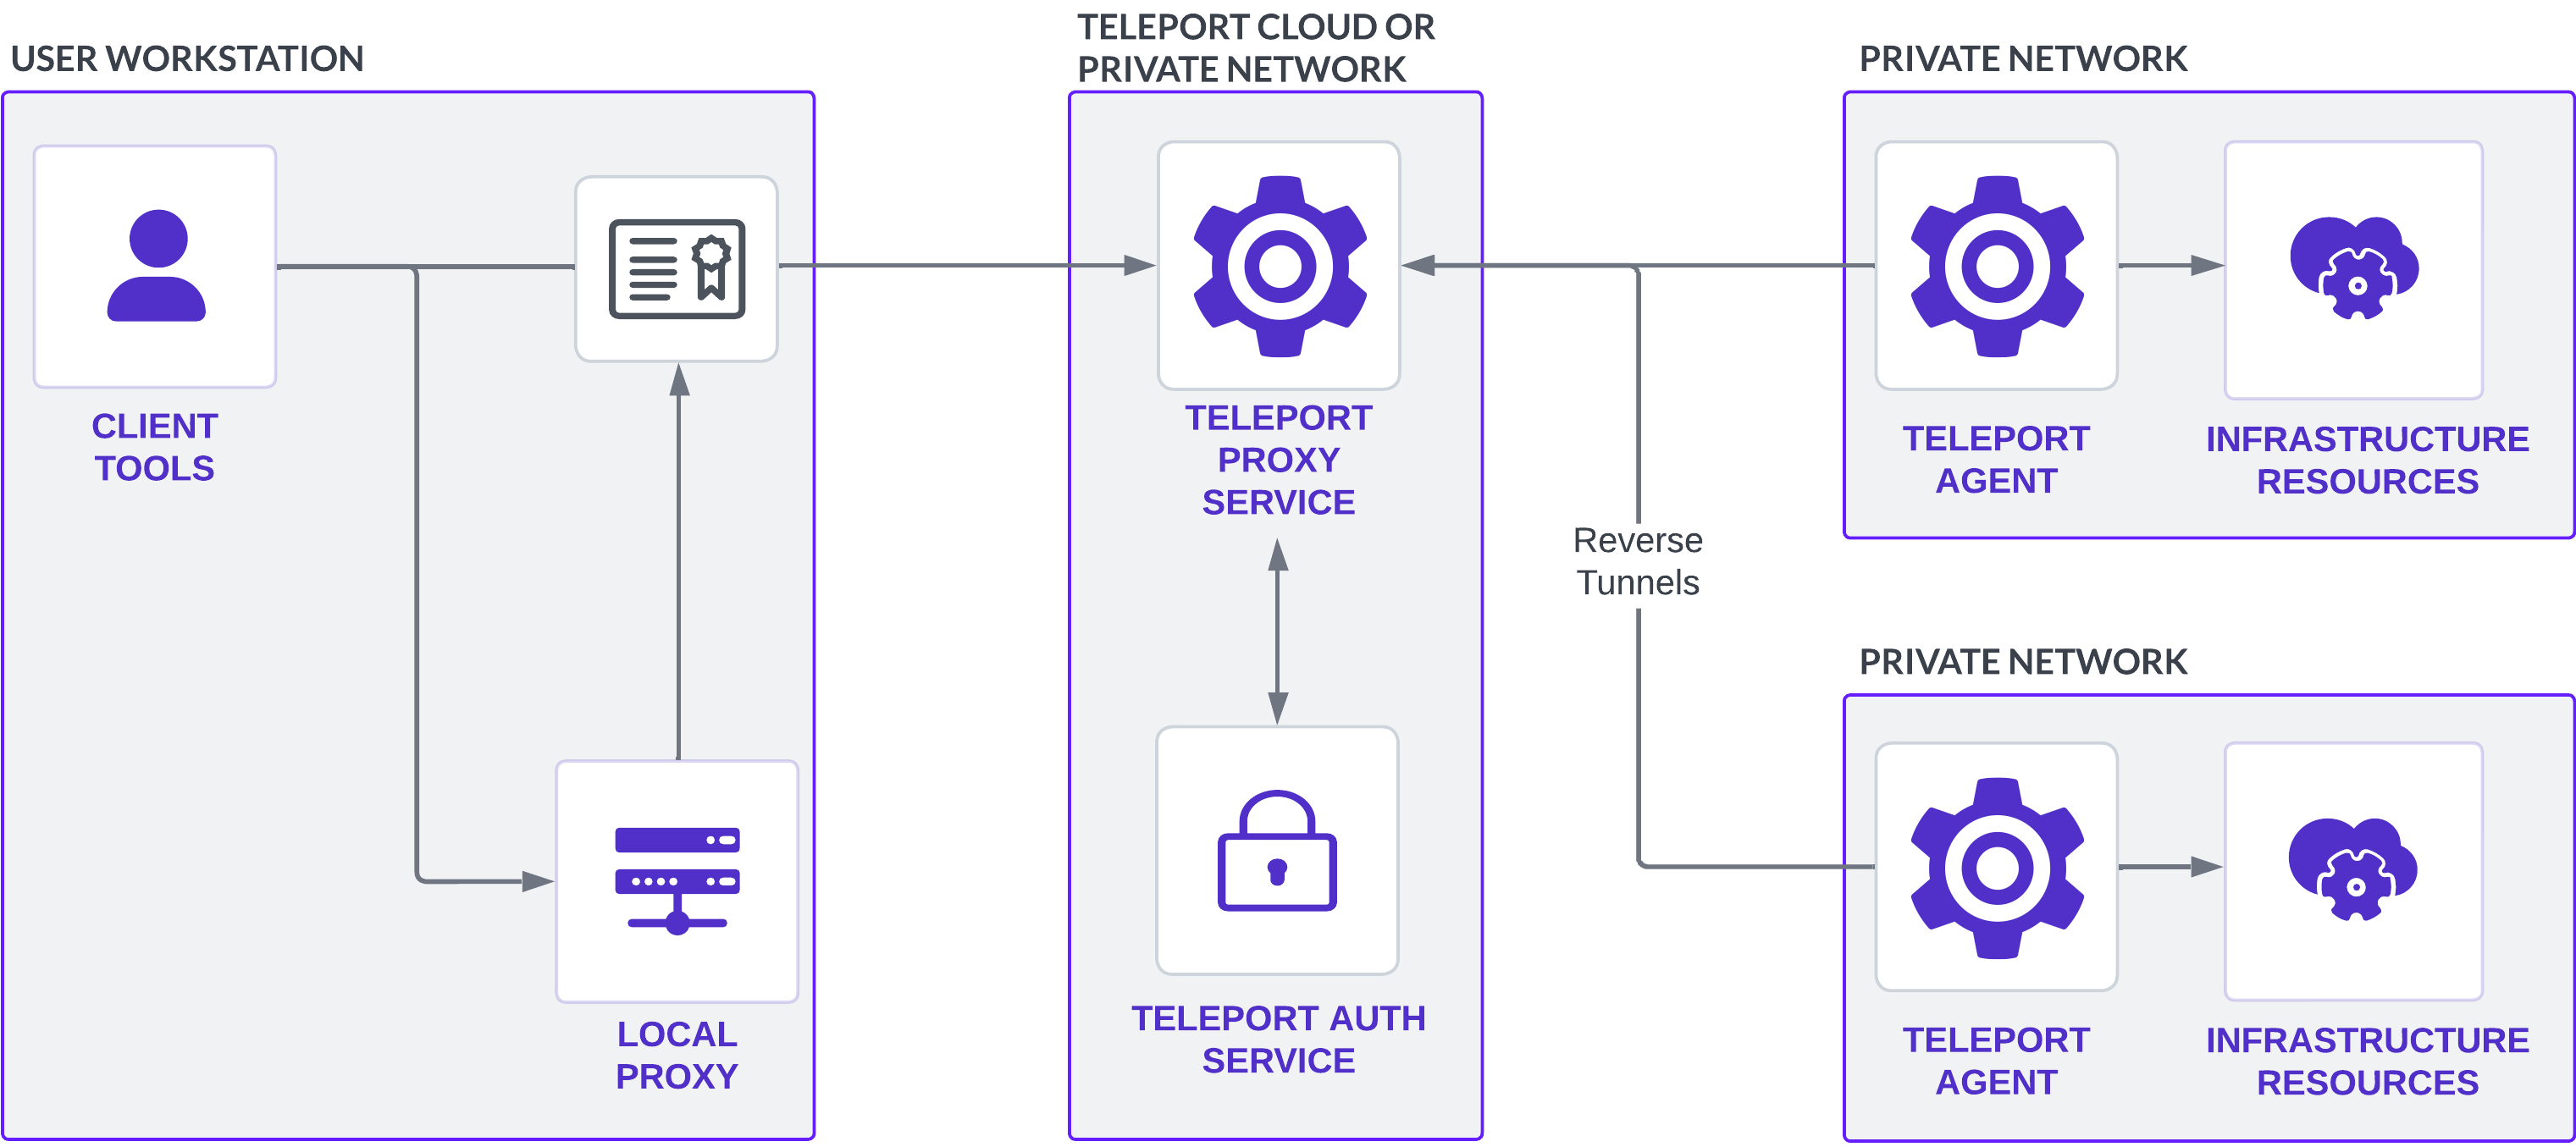 USER WORKSTATION
CLIENT
TOOLS
LOCAL
PROXY
TELEPORT CLOUD OR
PRIVATE NETWORK
TELEPORT
PROXY
SERVICE
TELEPORT AUTH
SERVICE
Reverse
Tunnels
PRIVATE NETWORK
TELEPORT
AGENT
INFRASTRUCTURE
RESOURCES
PRIVATE NETWORK
TELEPORT
AGENT
INFRASTRUCTURE
RESOURCES